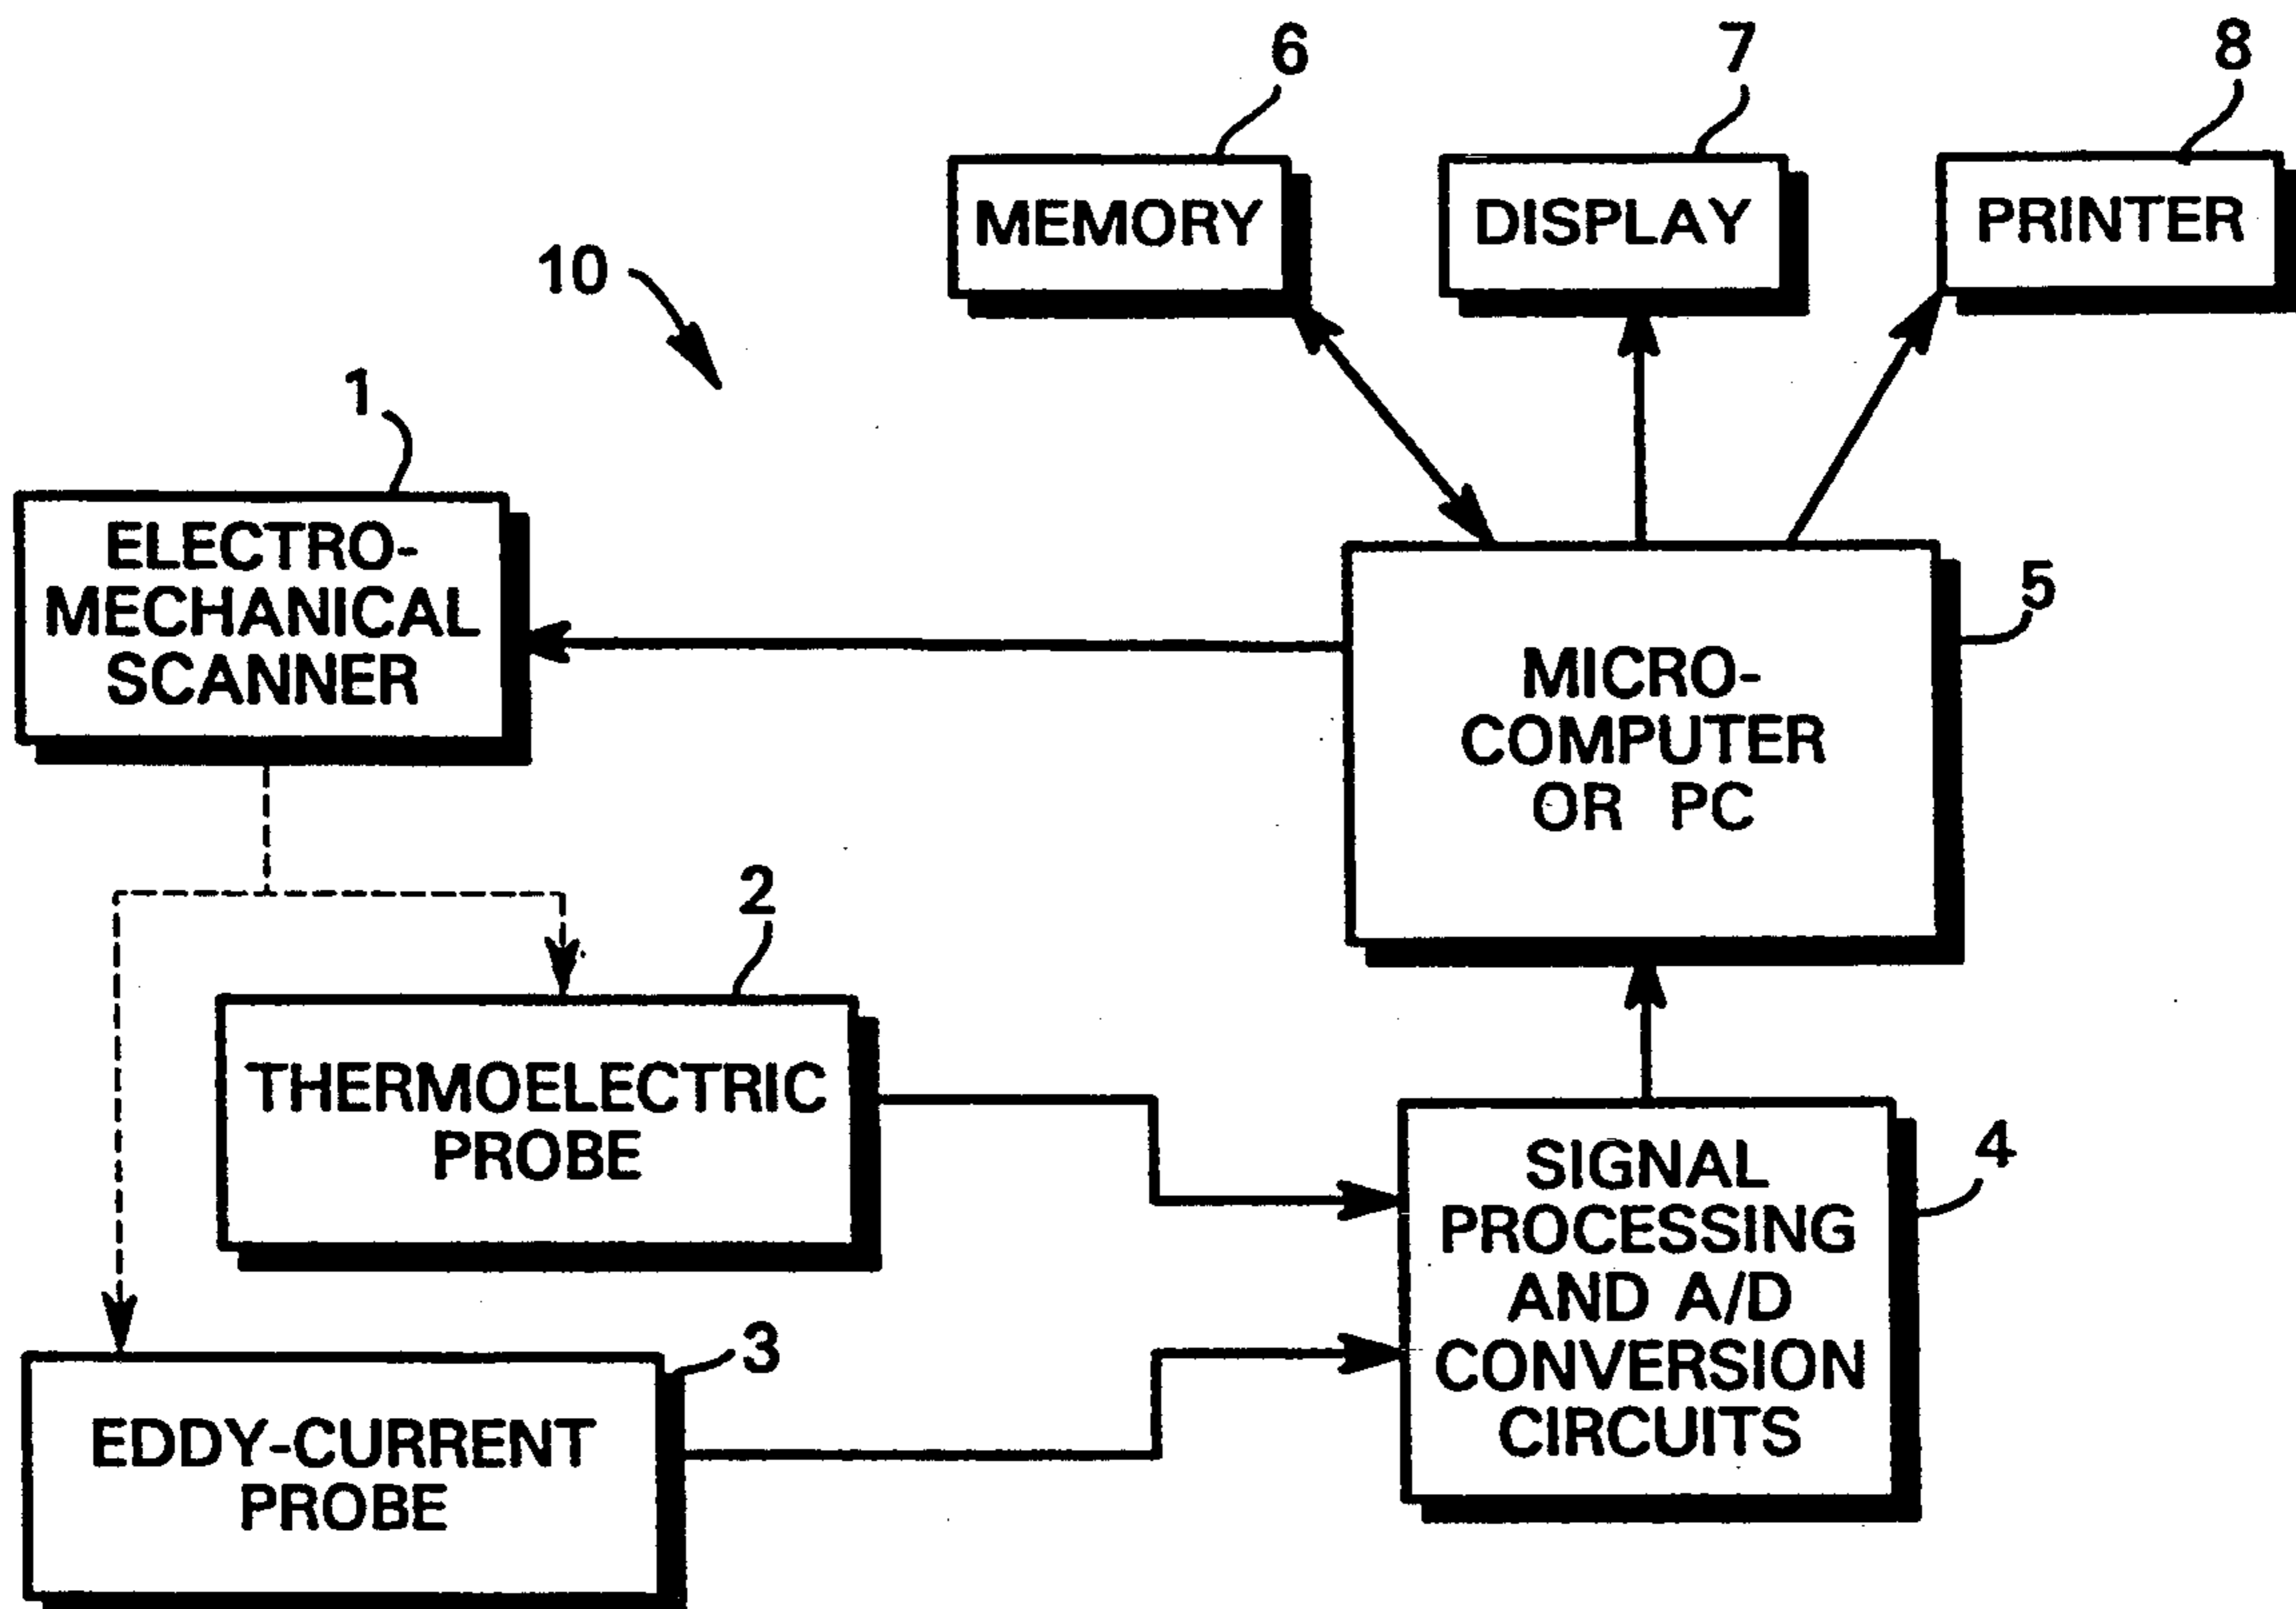 6
7
8
MEMORY
DISPLAY
PRINTER
10
1
ELECTRO-
MECHANICAL
SCANNER
5
MICRO-
COMPUTER
OR PC
2
THERMOELECTRIC
PROBE
4
SIGNAL
PROCESSING
AND A/D
CONVERSION
CIRCUITS
3
EDDY-CURRENT
PROBE